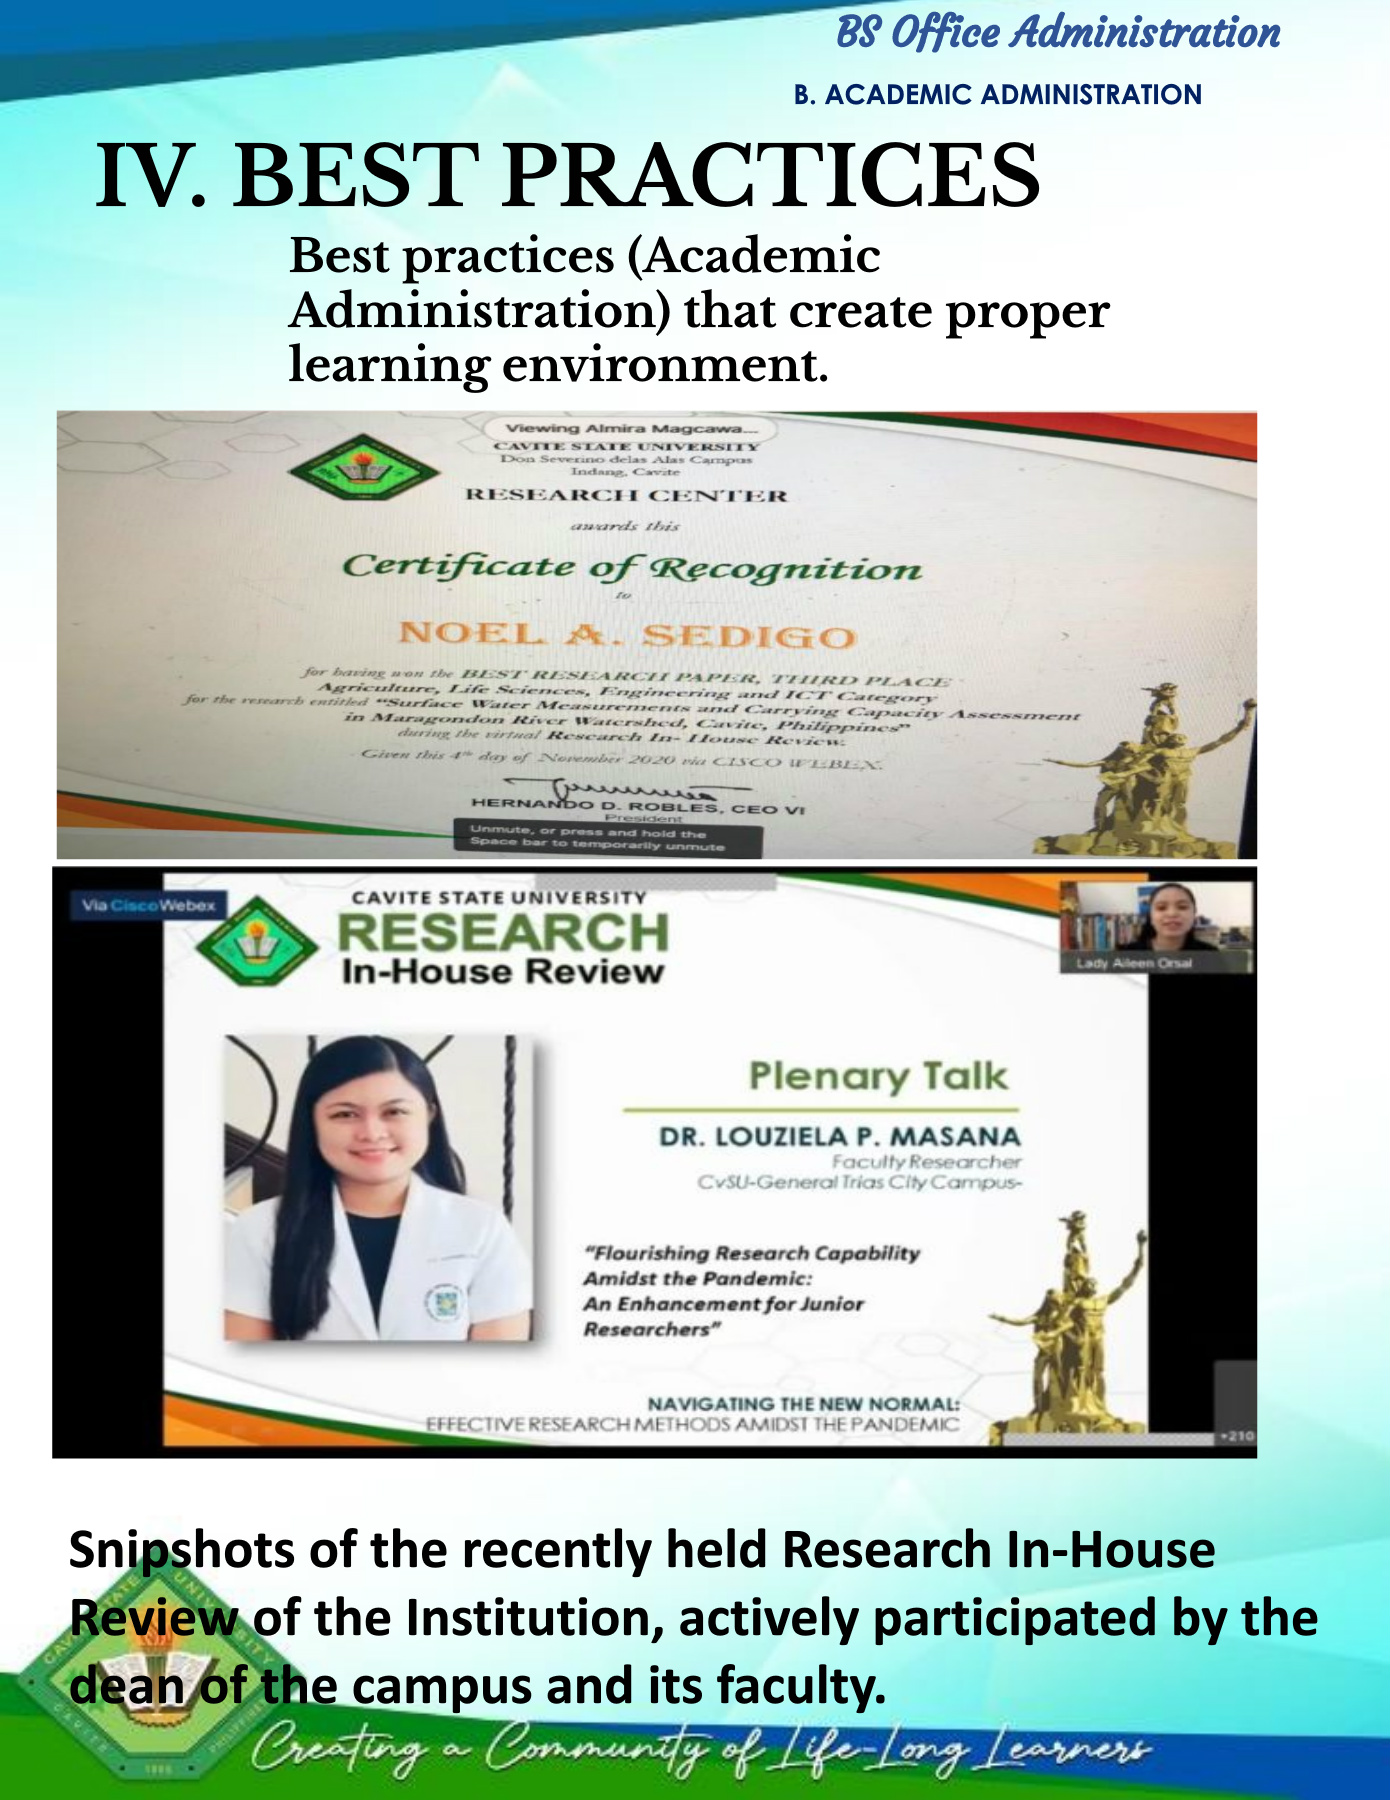 BS Office Administration
B. ACADEMIC ADMINISTRATION
IV. BEST PRACTICES
Best practices (Academic
Administration) that create proper
learning environment.
Viewing Almira Magcawa...
CAVITE STATE UNIVERSITY
Don Severino delas Alas Campus
Indang, Cavite
RESEARCH CENTER
awards this
Certificate of Recognition
to
NOEL A. SEDIGO
for having won the BEST RESEARCH PAPER, THIRD PLACE
Agriculture, Life Sciences, Engineering and ICT Category
for the research entitled "Surface Water Measurements and Carrying Capacity Assessment
in Maragondon River Watershed, Cavite, Philippines"
during the virtual Research In- House Review.
Given this 4th day of November 2020 via CISCO WEBEX.
HERNANDO D. ROBLES, CEO VI
President
Unmute, or press and hold the
Space bar to temporarily unmute
Via Cisco Webex
CAVITE STATE UNIVERSITY
RESEARCH
In-House Review
Lady Aileen Orsal
Plenary Talk
DR. LOUZIELA P. MASANA
Faculty Researcher
CvSU-General Trias City Campus-
"Flourishing Research Capability
Amidst the Pandemic:
An Enhancement for Junior
Researchers"
NAVIGATING THE NEW NORMAL:
EFFECTIVE RESEARCH METHODS AMIDST THE PANDEMIC
+210
Snipshots of the recently held Research In-House
Review of the Institution, actively participated by the
dean of the campus and its faculty.
CAVITE STATE UNIVERSITY
CAVITE
PHILIPPINES
1906
Creating a Community of Life-Long Learners